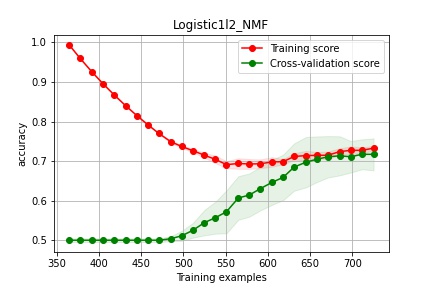 Logistic1l2_NMF
1.0
0.9
0.8
0.7
0.6
0.5
accuracy
Training score
Cross-validation score
350 400 450 500 550 600 650 700
Training examples